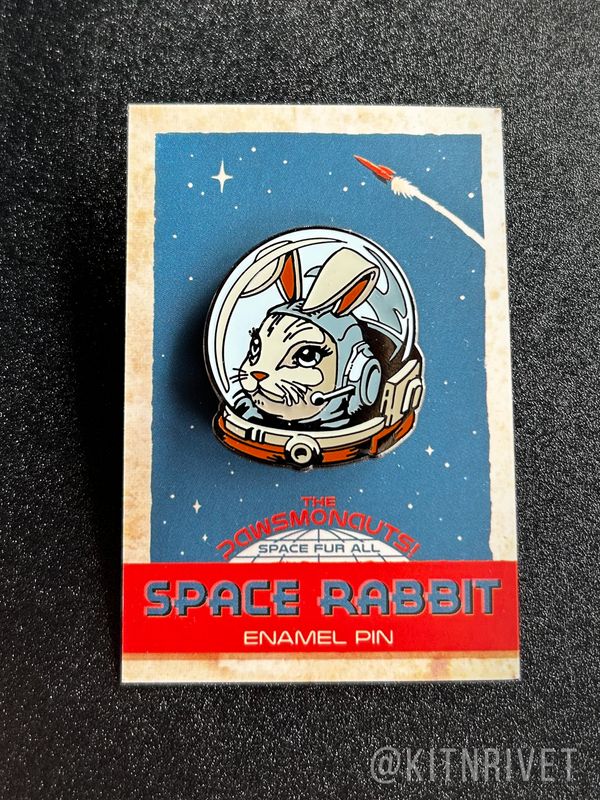 THE
PAWSMONAUTS!
SPACE FUR ALL
SPACE RABBIT
ENAMEL PIN
@KITNRIVET